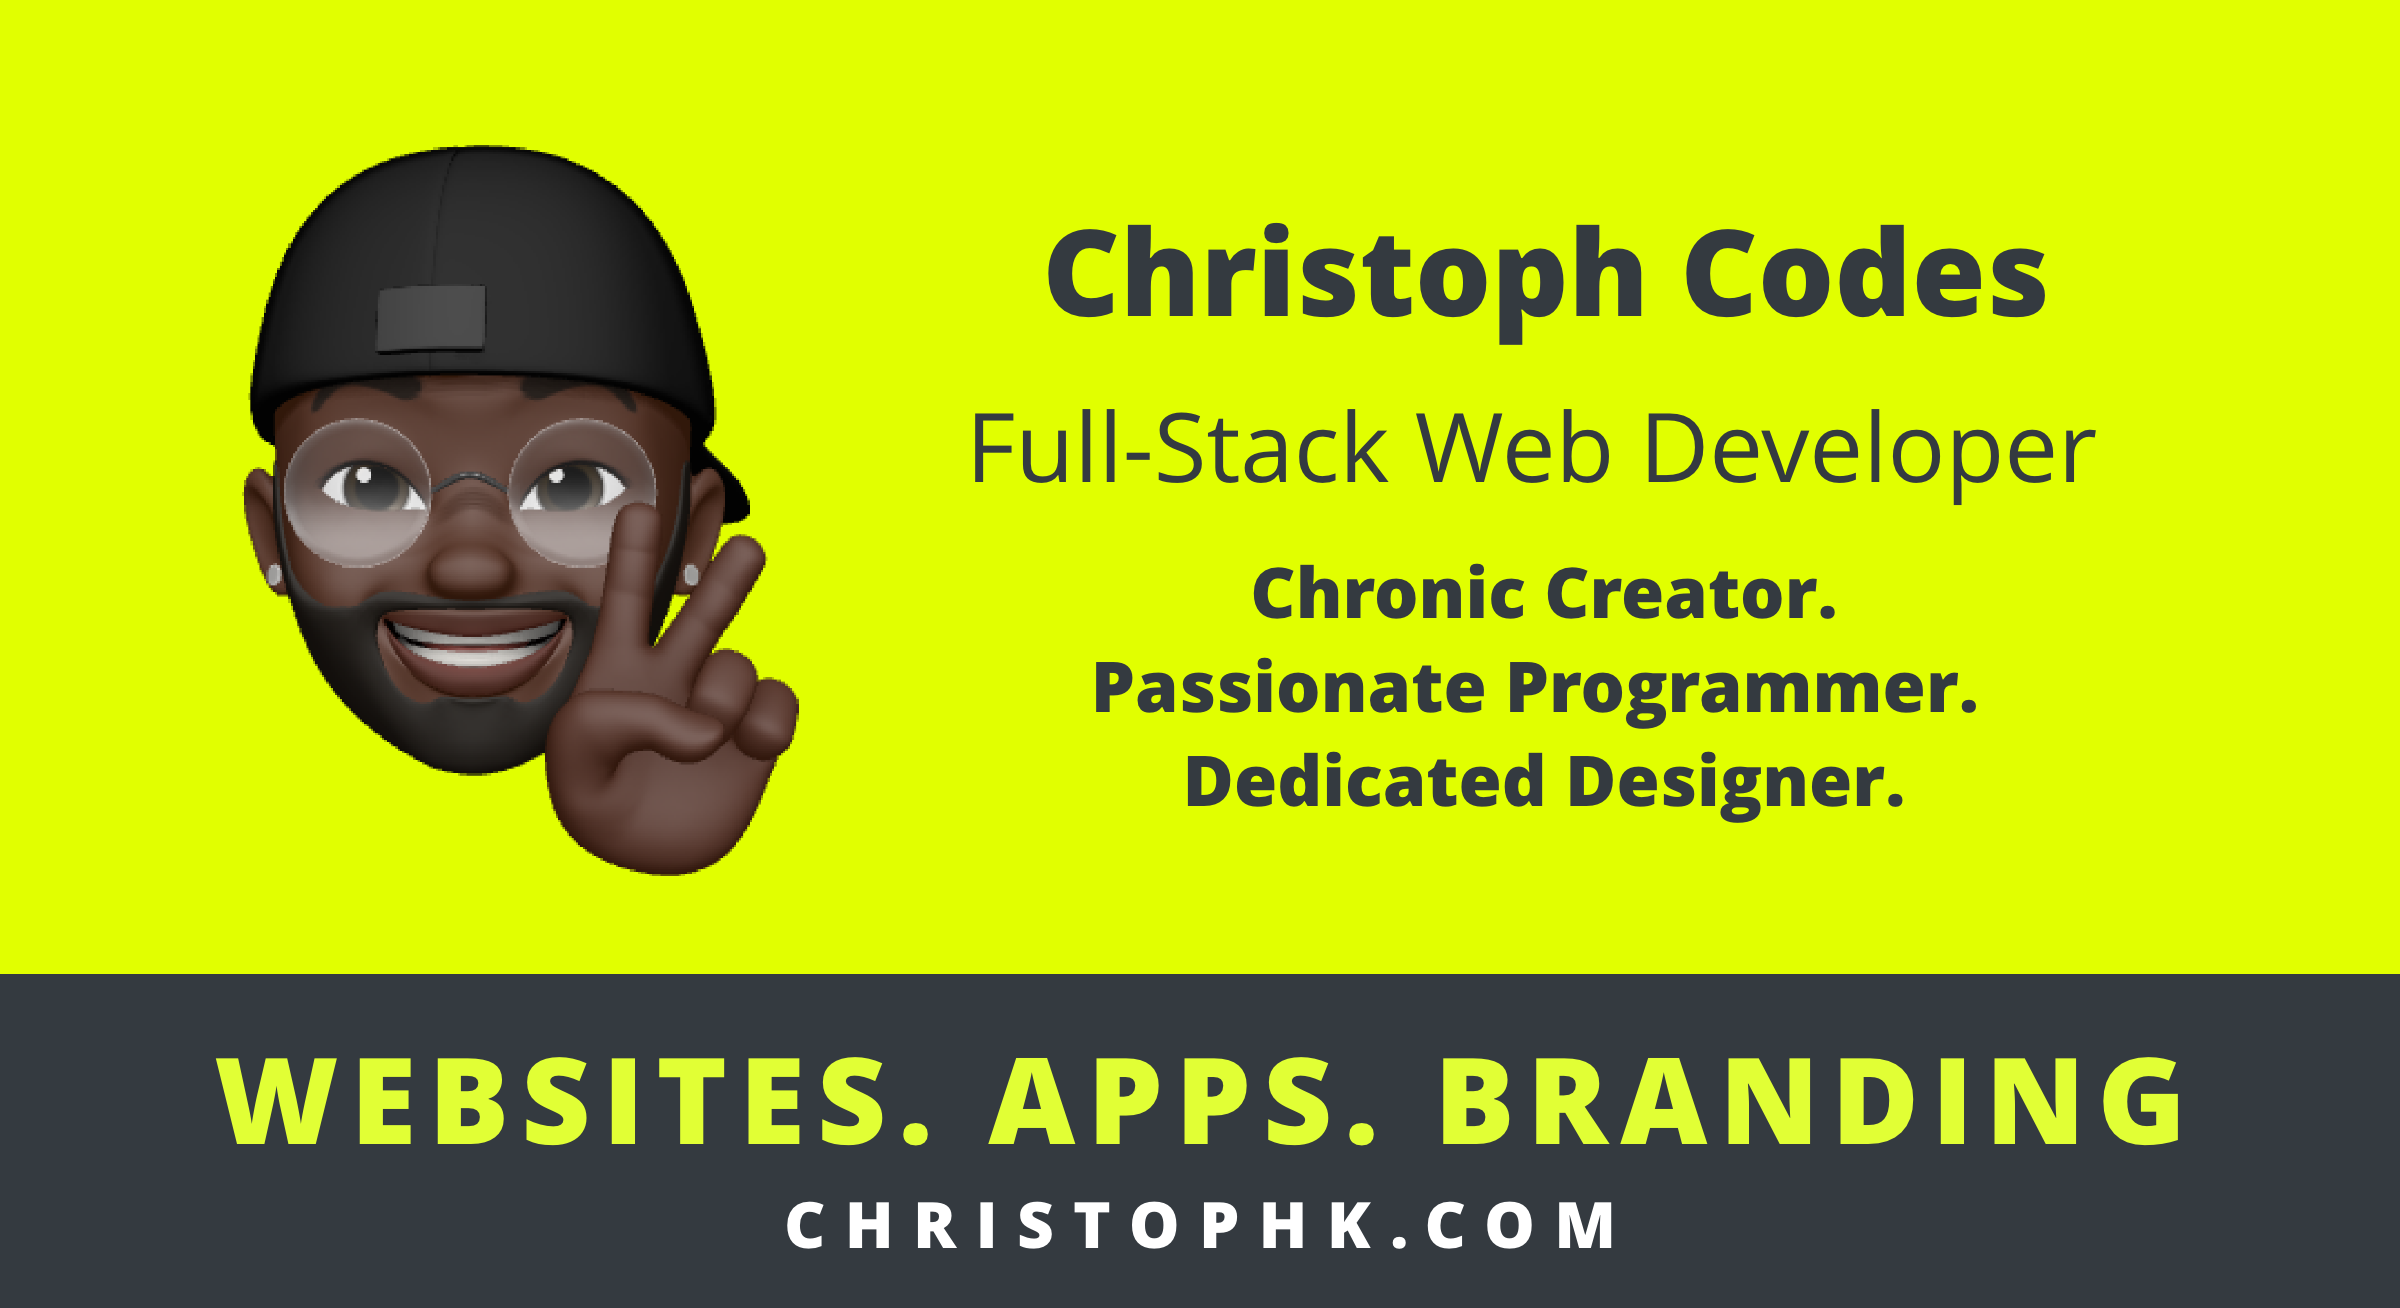 Christoph Codes
Full-Stack Web Developer
Chronic Creator.
Passionate Programmer.
Dedicated Designer.
WEBSITES. APPS. BRANDING
CHRISTOPHK.COM